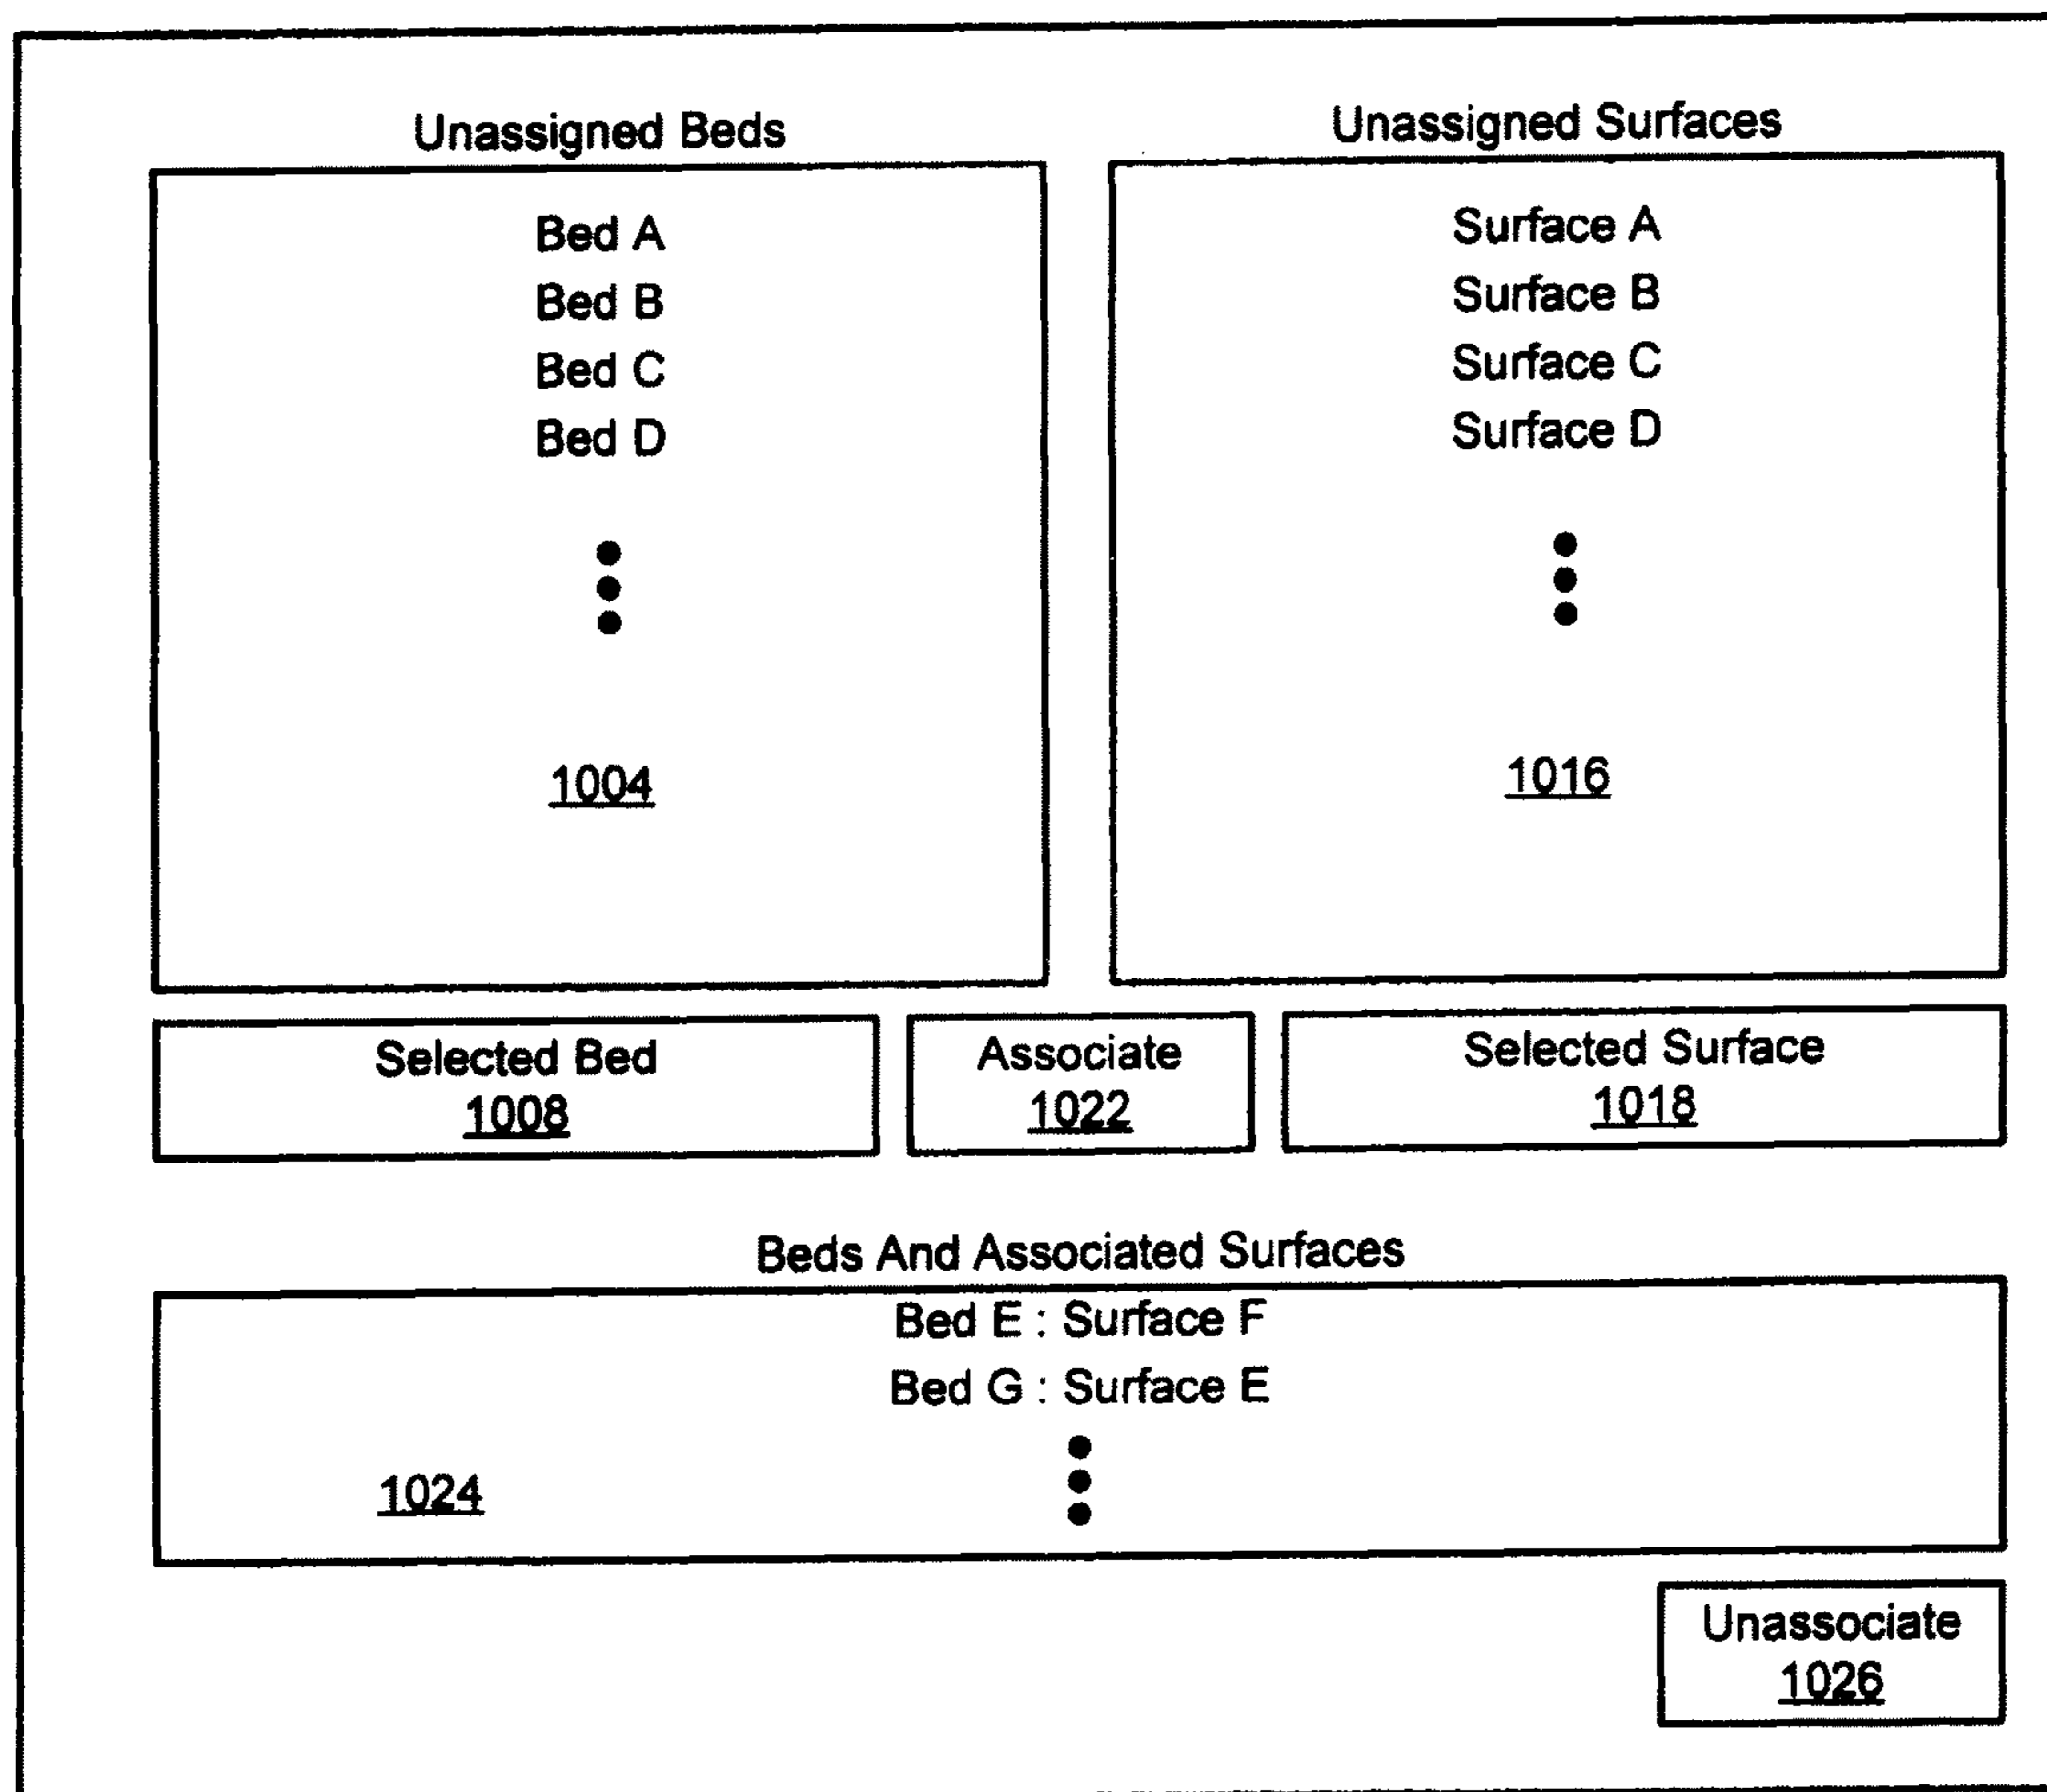 Unassigned Beds
Bed A
Bed B
Bed C
Bed D
1004
Unassigned Surfaces
Surface A
Surface B
Surface C
Surface D
1016
Selected Bed
1008
Associate
1022
Selected Surface
1018
Beds And Associated Surfaces
Bed E : Surface F
Bed G : Surface E
1024
Unassociate
1026